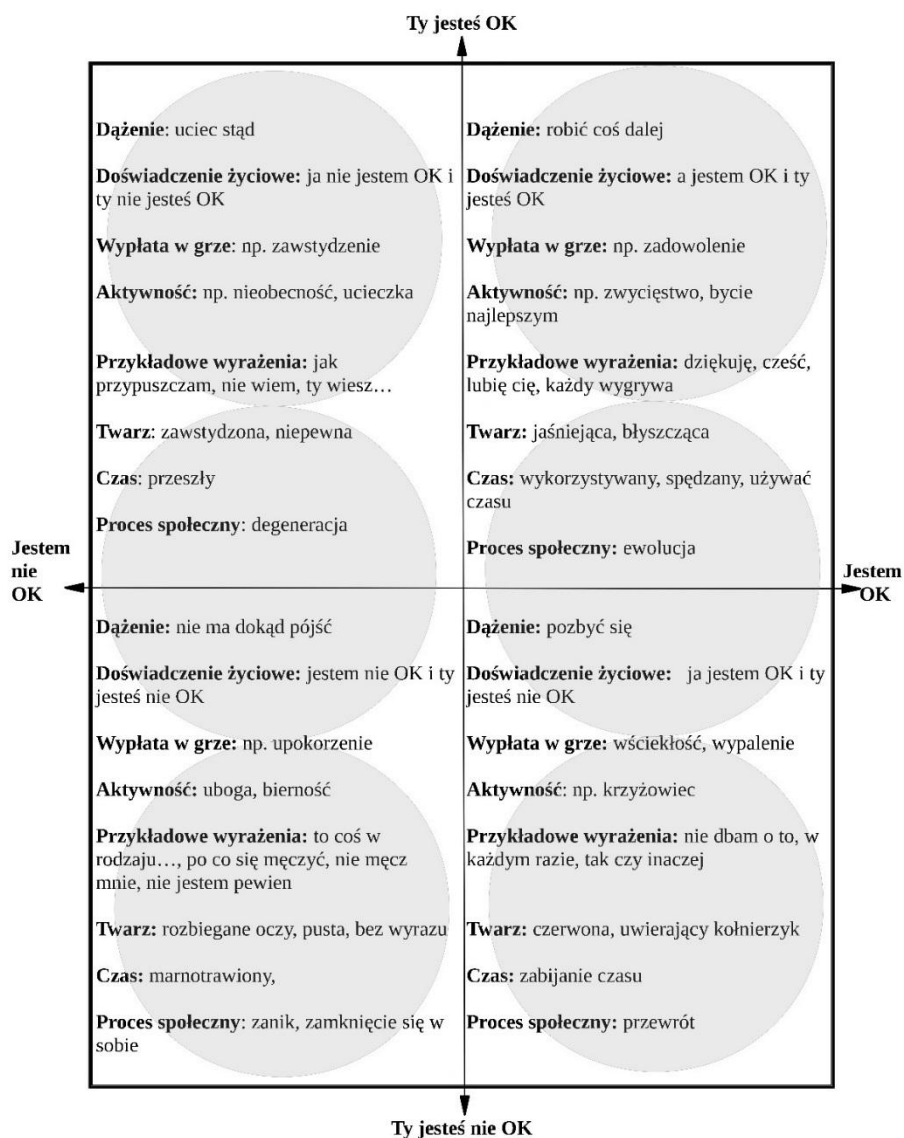 Ty jesteś OK
Dążenie: uciec stąd
Doświadczenie życiowe: ja nie jestem OK i
ty nie jesteś OK
Wypłata w grze: np. zawstydzenie
Aktywność: np. nieobecność, ucieczka
Przykładowe wyrażenia: jak
przypuszczam, nie wiem, ty wiesz…
Twarz: zawstydzona, niepewna
Czas: przeszły
Proces społeczny: degeneracja
Dążenie: robić coś dalej
Doświadczenie życiowe: a jestem OK i ty
jesteś OK
Wypłata w grze: np. zadowolenie
Aktywność: np. zwycięstwo, bycie
najlepszym
Przykładowe wyrażenia: dziękuję, cześć,
lubię cię, każdy wygrywa
Twarz: jaśniejąca, błyszcząca
Czas: wykorzystywany, spędzany, używać
czasu
Proces społeczny: ewolucja
Jestem
nie
OK
Jestem
OK
Dążenie: nie ma dokąd pójść
Doświadczenie życiowe: jestem nie OK i ty
jesteś nie OK
Wypłata w grze: np. upokorzenie
Aktywność: uboga, bierność
Przykładowe wyrażenia: to coś w
rodzaju…, po co się męczyć, nie męcz
mnie, nie jestem pewien
Twarz: rozbiegane oczy, pusta, bez wyrazu
Czas: marnotrawiony,
Proces społeczny: zanik, zamknięcie się w
sobie
Dążenie: pozbyć się
Doświadczenie życiowe: ja jestem OK i ty
jesteś nie OK
Wypłata w grze: wściekłość, wypalenie
Aktywność: np. krzyżowiec
Przykładowe wyrażenia: nie dbam o to, w
każdym razie, tak czy inaczej
Twarz: czerwona, uwierający kołnierzyk
Czas: zabijanie czasu
Proces społeczny: przewrót
Ty jesteś nie OK